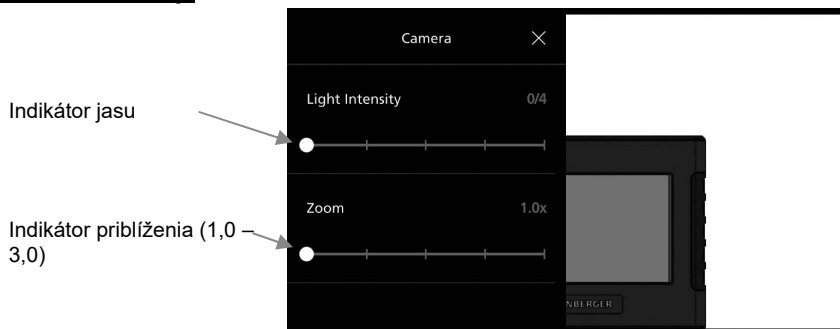 Camera
Indikátor jasu
Light Intensity 0/4
Zoom 1.0x
Indikátor priblíženia (1,0 –
3,0)
NBERGER